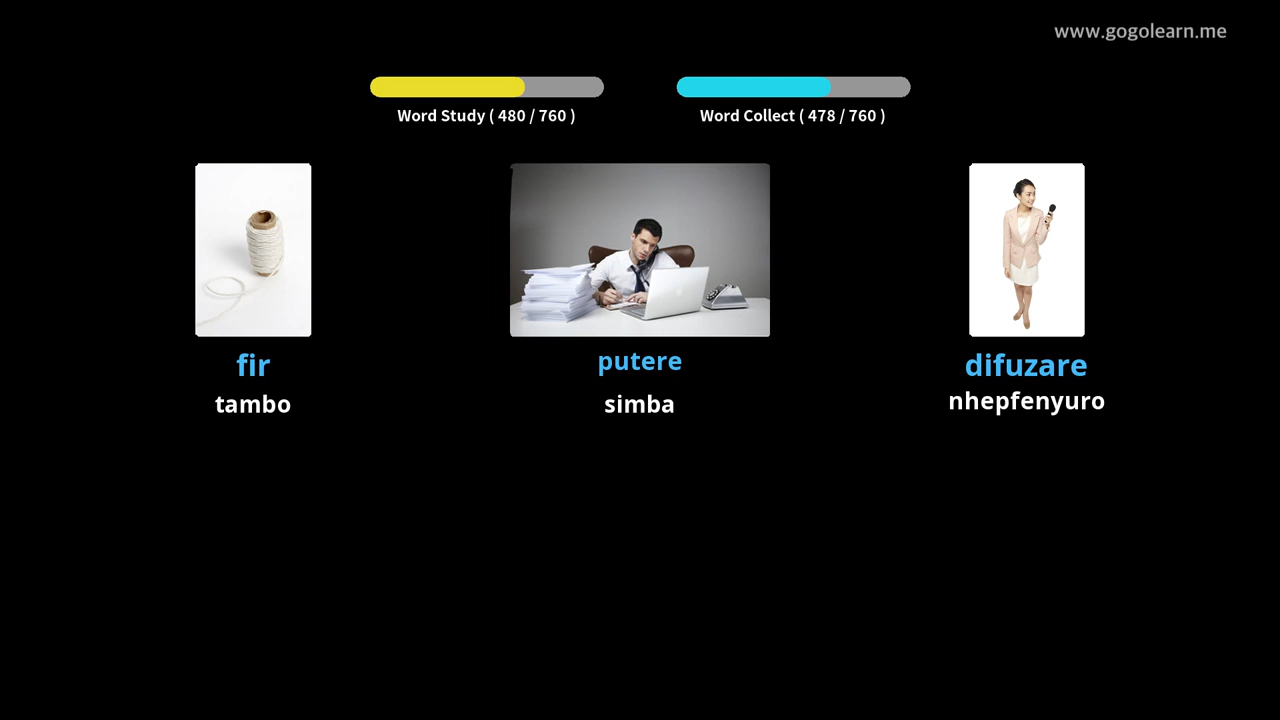 www.gogolearn.me
Word Study ( 480 / 760 )
Word Collect ( 478 / 760 )
fir
tambo
putere
simba
difuzare
nhepfenyuro